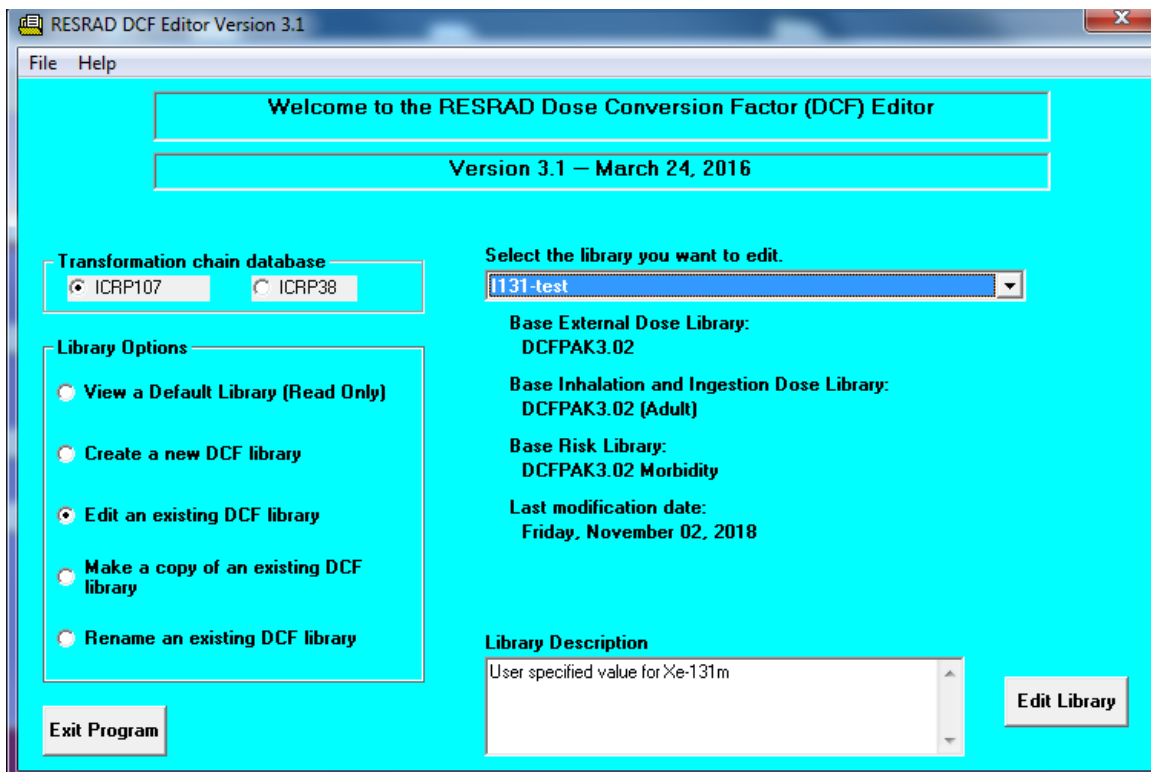 RESRAD DCF Editor Version 3.1
File Help
Welcome to the RESRAD Dose Conversion Factor (DCF) Editor
Version 3.1 — March 24, 2016
Transformation chain database
ICRP107 ICRP38
Library Options
View a Default Library (Read Only)
Create a new DCF library
Edit an existing DCF library
Make a copy of an existing DCF
library
Rename an existing DCF library
Exit Program
Select the library you want to edit.
I131-test
Base External Dose Library:
DCFPAK3.02
Base Inhalation and Ingestion Dose Library:
DCFPAK3.02 (Adult)
Base Risk Library:
DCFPAK3.02 Morbidity
Last modification date:
Friday, November 02, 2018
Library Description
User specified value for Xe-131m
Edit Library